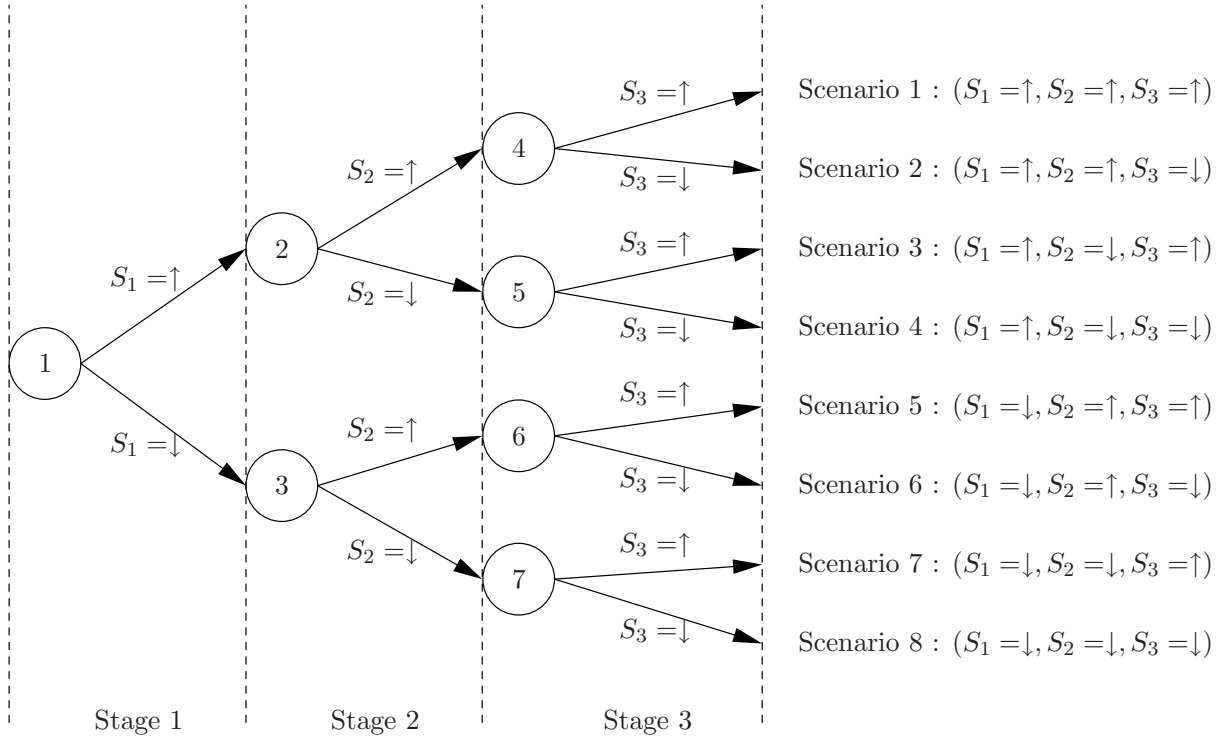 S₃ =↑
Scenario 1 : (S₁ =↑, S₂ =↑, S₃ =↑)
4
S₂ =↑
S₃ =↓
Scenario 2 : (S₁ =↑, S₂ =↑, S₃ =↓)
2
S₃ =↑
Scenario 3 : (S₁ =↑, S₂ =↓, S₃ =↑)
S₁ =↑
S₂ =↓
5
S₃ =↓
Scenario 4 : (S₁ =↑, S₂ =↓, S₃ =↓)
1
S₃ =↑
Scenario 5 : (S₁ =↓, S₂ =↑, S₃ =↑)
S₁ =↓
S₂ =↑
6
3
S₃ =↓
Scenario 6 : (S₁ =↓, S₂ =↑, S₃ =↓)
S₂ =↓
S₃ =↑
Scenario 7 : (S₁ =↓, S₂ =↓, S₃ =↑)
7
S₃ =↓
Scenario 8 : (S₁ =↓, S₂ =↓, S₃ =↓)
Stage 1
Stage 2
Stage 3